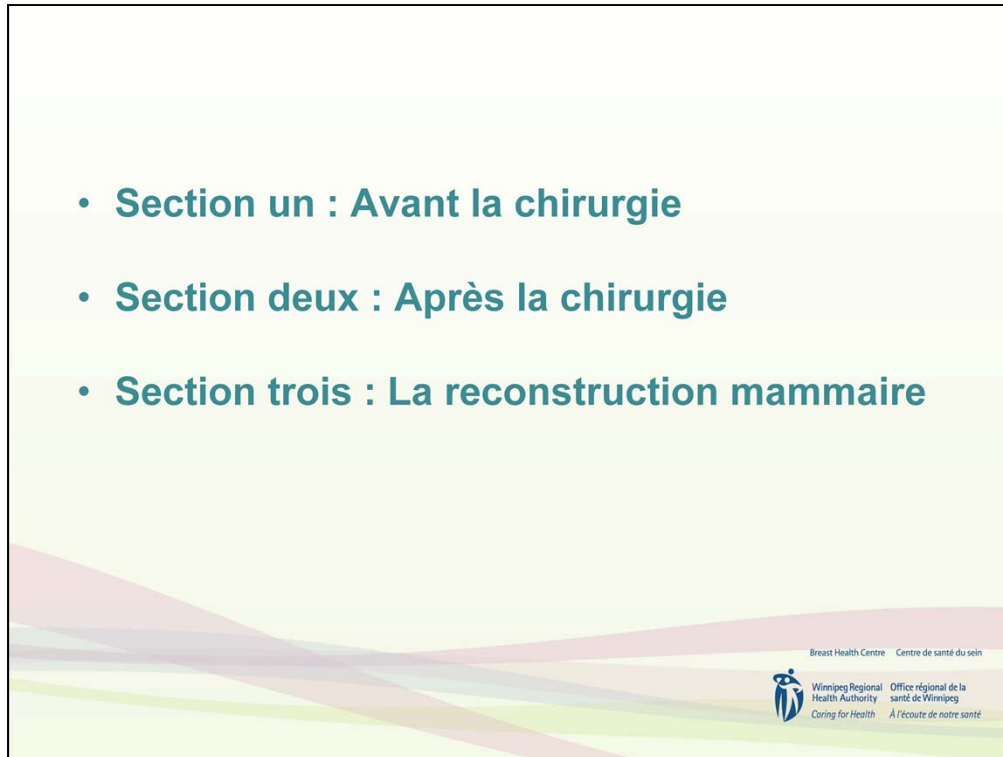 • Section un : Avant la chirurgie
• Section deux : Après la chirurgie
• Section trois : La reconstruction mammaire
Breast Health Centre Centre de santé du sein
Winnipeg Regional Office régional de la
Health Authority santé de Winnipeg
Caring for Health À l'écoute de notre santé